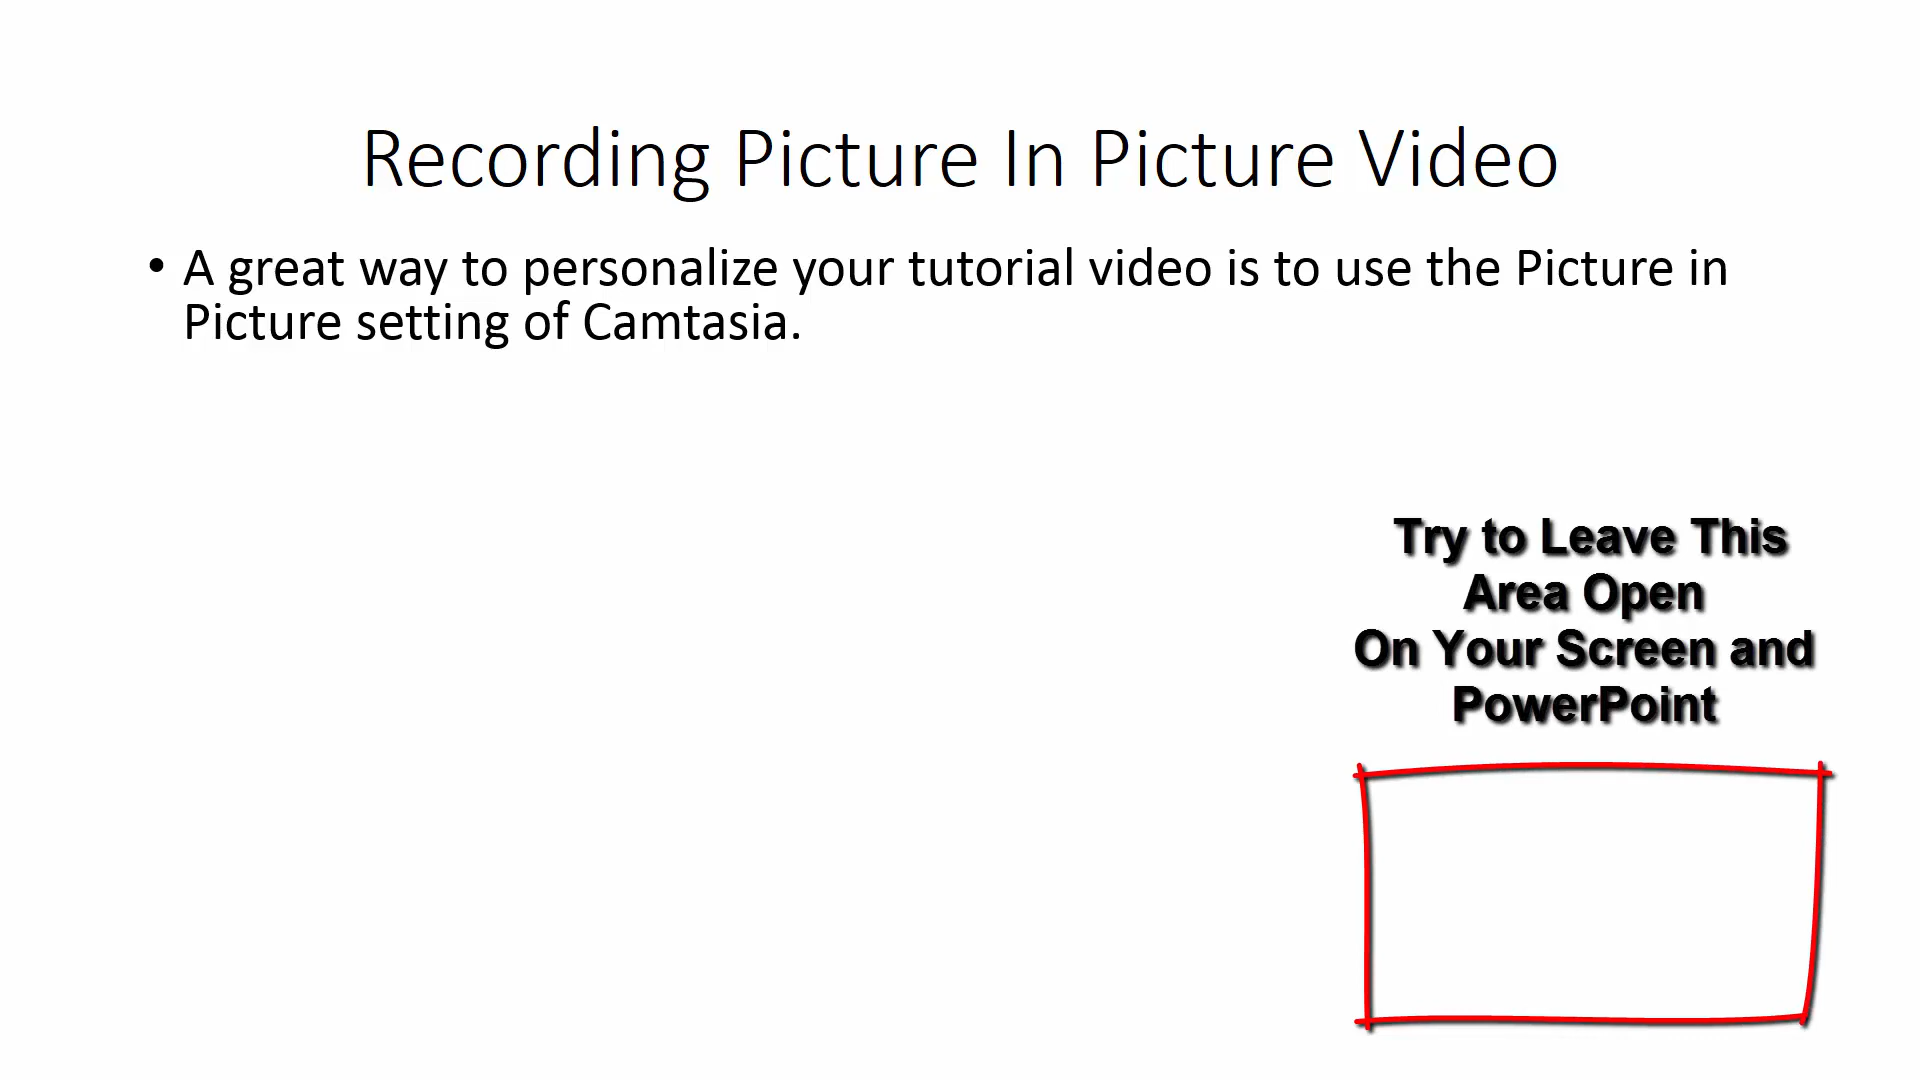 Recording Picture In Picture Video
• A great way to personalize your tutorial video is to use the Picture in
Picture setting of Camtasia.
Try to Leave This
Area Open
On Your Screen and
PowerPoint